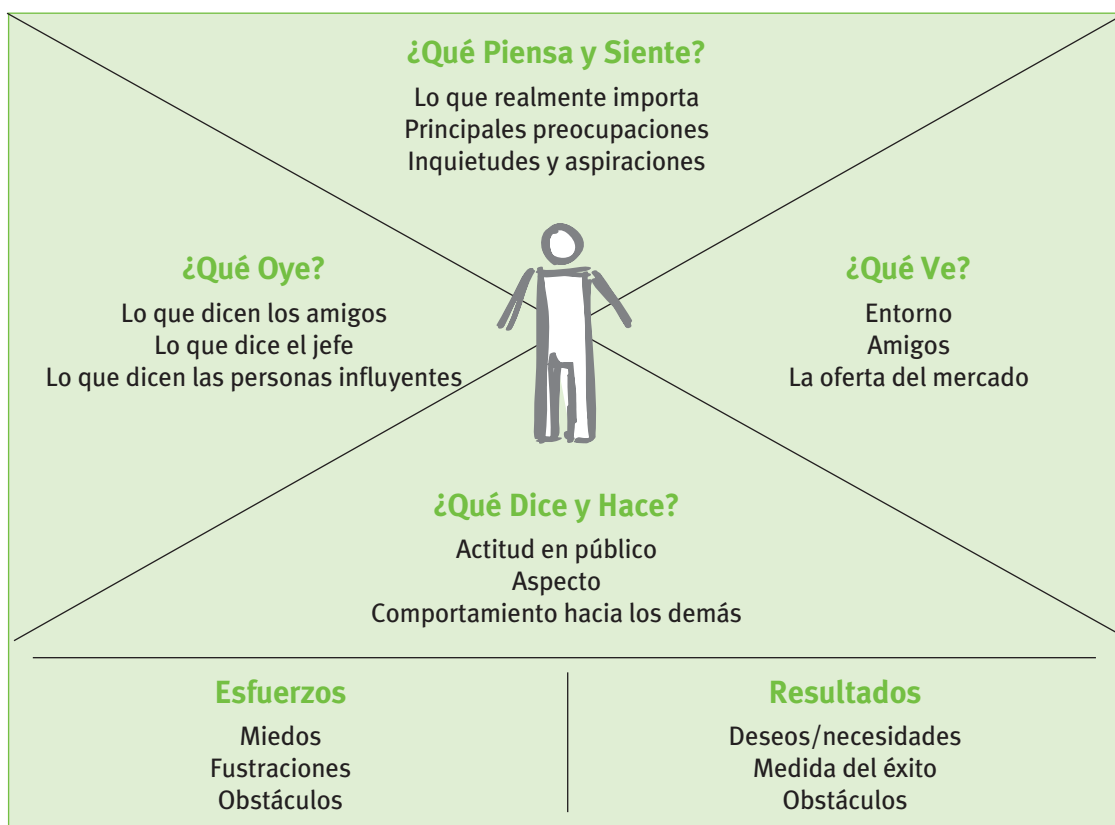 ¿Qué Piensa y Siente?
Lo que realmente importa
Principales preocupaciones
Inquietudes y aspiraciones
¿Qué Oye?
Lo que dicen los amigos
Lo que dice el jefe
Lo que dicen las personas influyentes
¿Qué Ve?
Entorno
Amigos
La oferta del mercado
¿Qué Dice y Hace?
Actitud en público
Aspecto
Comportamiento hacia los demás
Esfuerzos
Miedos
Fustraciones
Obstáculos
Resultados
Deseos/necesidades
Medida del éxito
Obstáculos